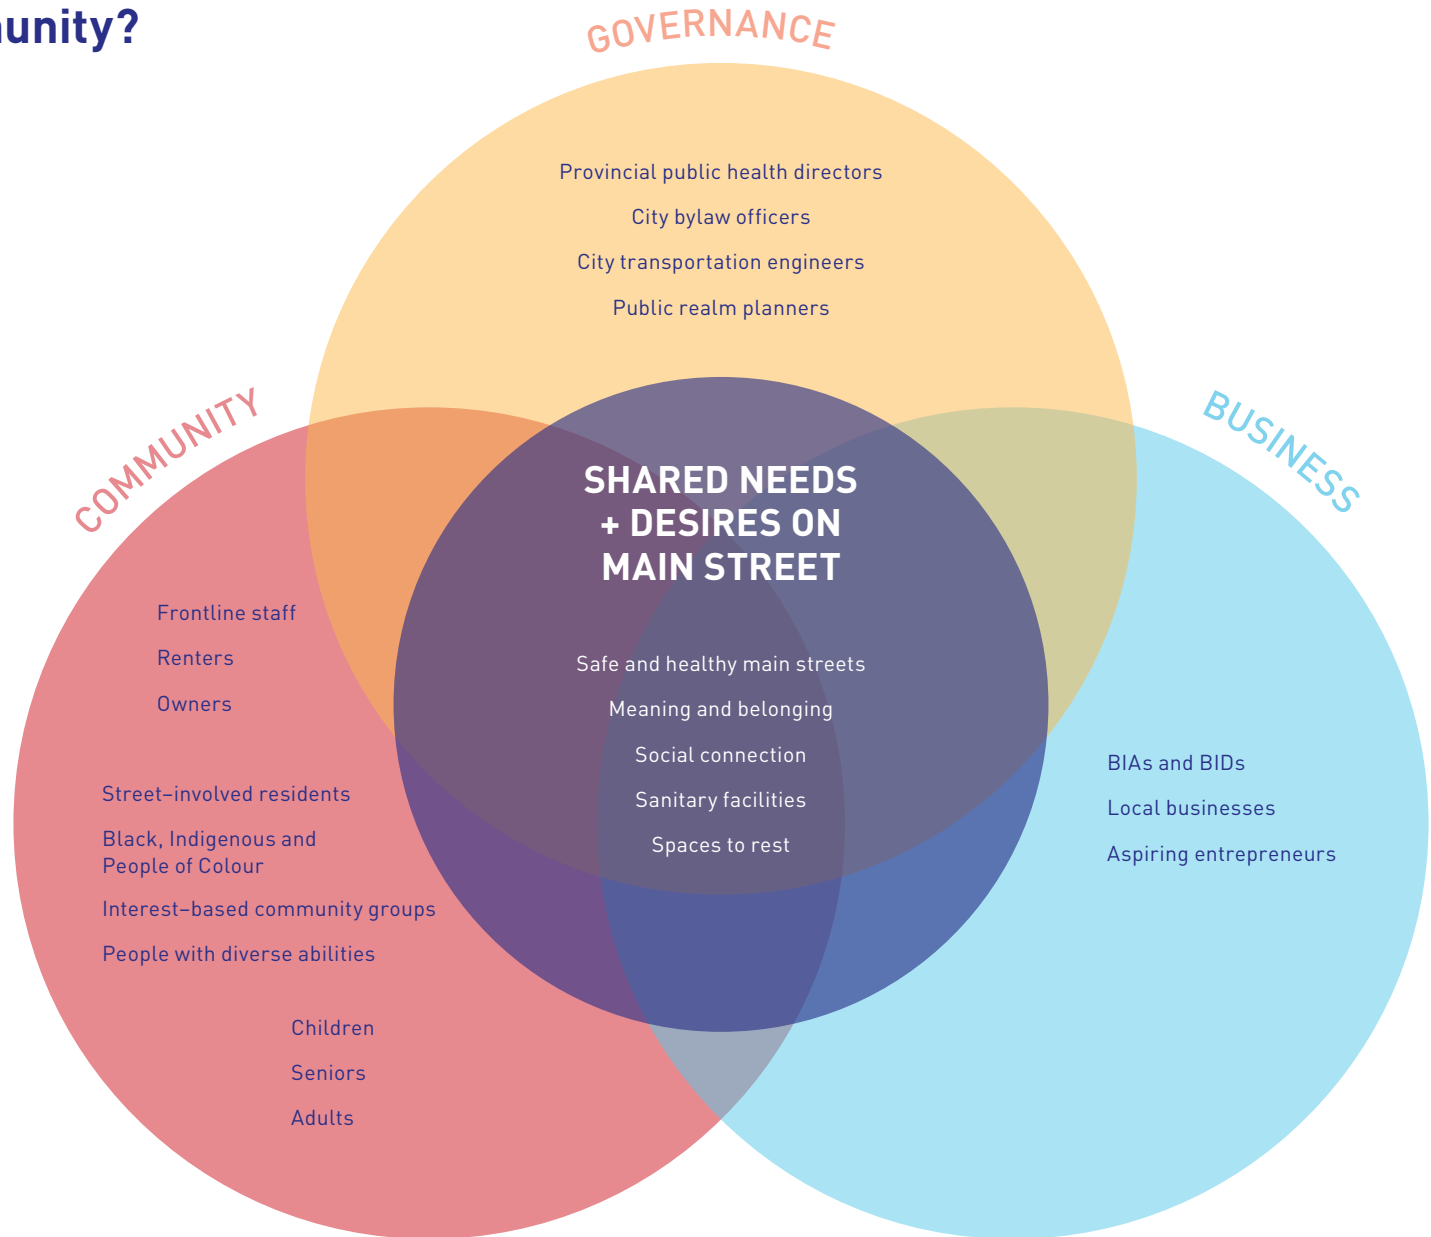 unity?
GOVERNANCE
Provincial public health directors
City bylaw officers
City transportation engineers
Public realm planners
COMMUNITY
BUSINESS
SHARED NEEDS
+ DESIRES ON
MAIN STREET
Frontline staff
Renters
Owners
Safe and healthy main streets
Meaning and belonging
Social connection
Sanitary facilities
Spaces to rest
BIAs and BIDs
Local businesses
Aspiring entrepreneurs
Street–involved residents
Black, Indigenous and
People of Colour
Interest–based community groups
People with diverse abilities
Children
Seniors
Adults